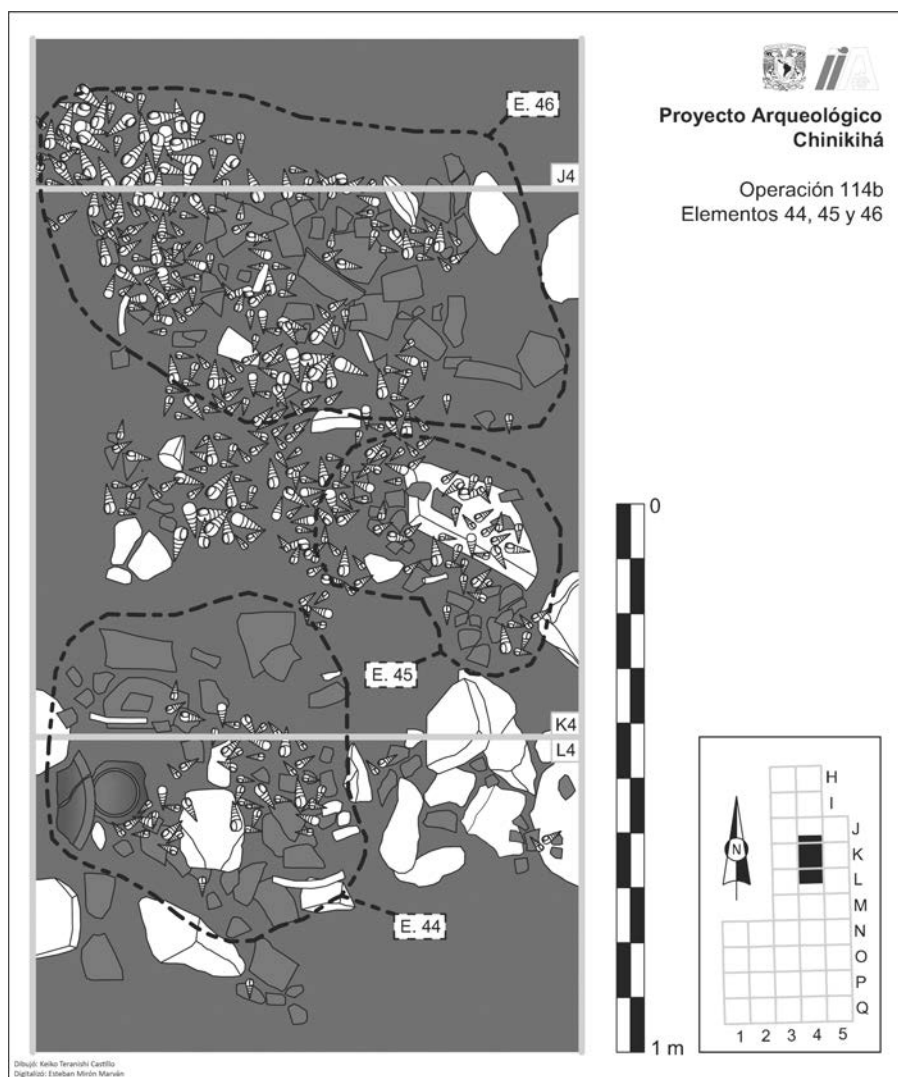 Proyecto Arqueológico
Chinikihá
Operación 114b
Elementos 44, 45 y 46
E. 46
J4
0
E. 45
K4
L4
E. 44
1 m
H
I
J
K
L
M
N
O
P
Q
N
1 2 3 4 5
Dibujó: Keiko Teranishi Castillo
Digitalizó: Esteban Mirón Marván